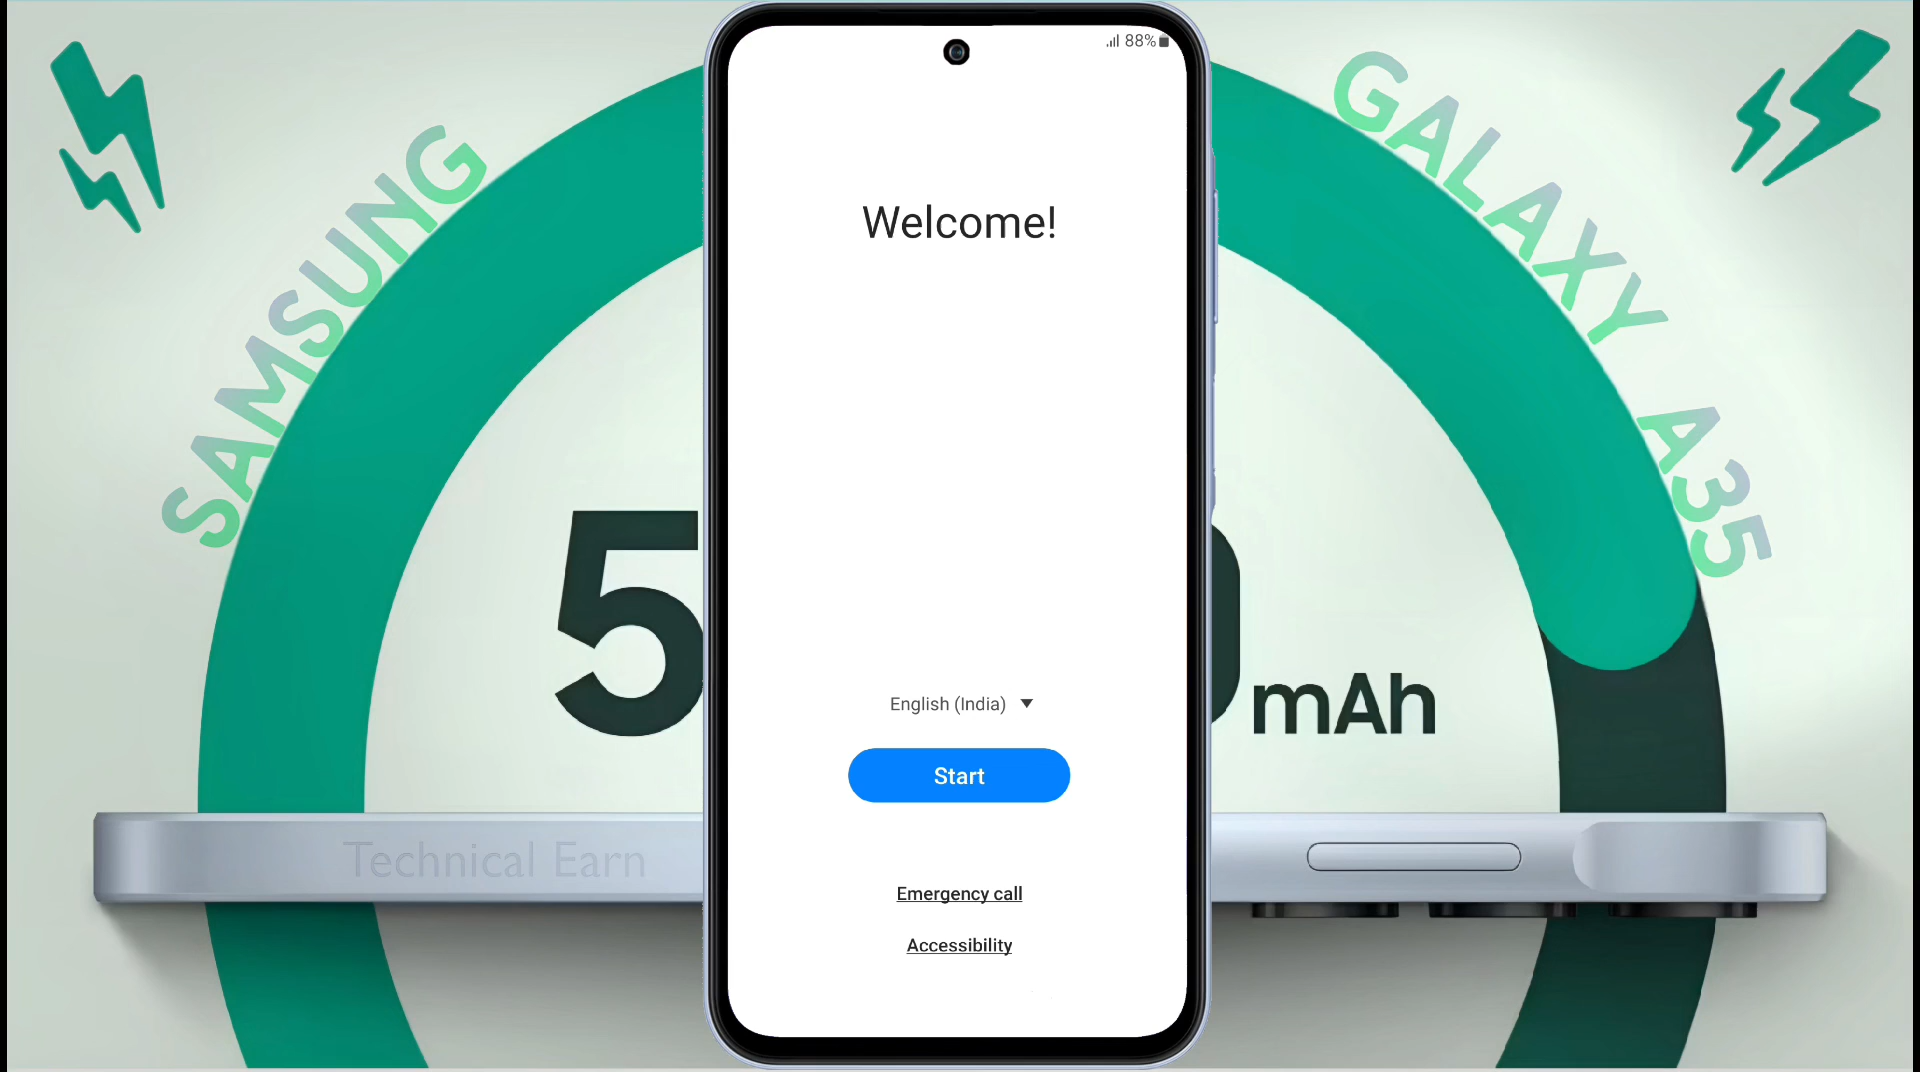 SAMSUNG
GALAXY A35
88%
Welcome!
5
mAh
English (India)
Start
Technical Earn
Emergency call
Accessibility